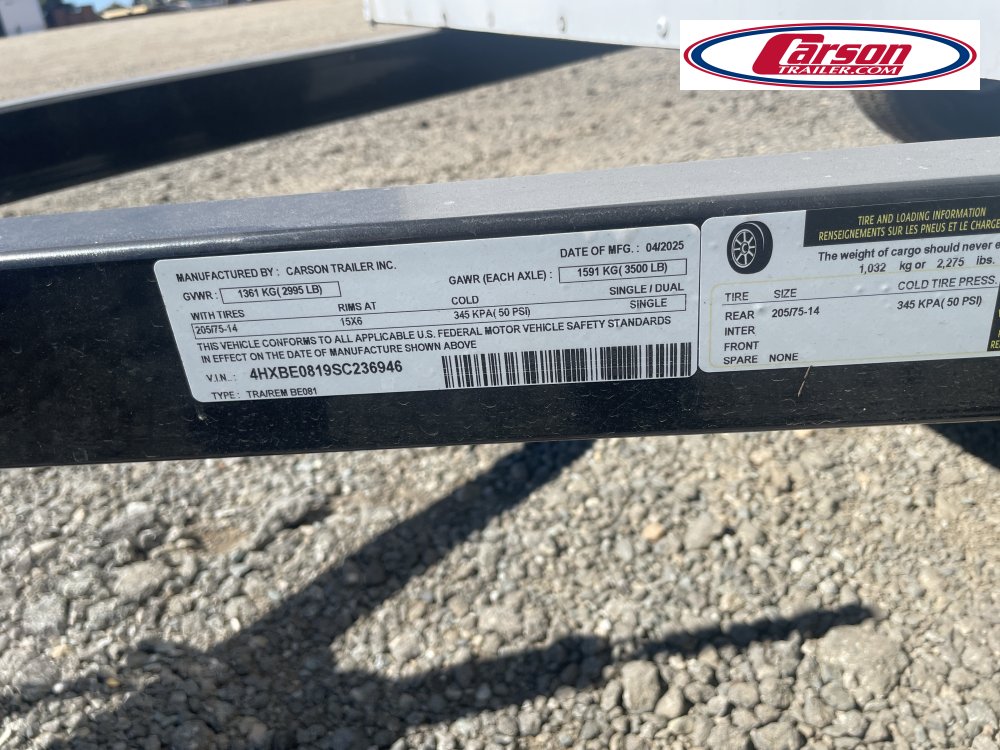 Carson
TRAILER.COM
MANUFACTURED BY : CARSON TRAILER INC.
DATE OF MFG. : 04/2025
GVWR : 1361 KG( 2995 LB)
GAWR (EACH AXLE) : 1591 KG( 3500 LB)
WITH TIRES RIMS AT COLD SINGLE / DUAL
205/75-14 15X6 345 KPA( 50 PSI) SINGLE
THIS VEHICLE CONFORMS TO ALL APPLICABLE U.S. FEDERAL MOTOR VEHICLE SAFETY STANDARDS
IN EFFECT ON THE DATE OF MANUFACTURE SHOWN ABOVE
V.I.N. : 4HXBE0819SC236946
TYPE : TRA/REM BE081
TIRE AND LOADING INFORMATION
RENSEIGNEMENTS SUR LES PNEUS ET LE CHARGE
The weight of cargo should never
1,032 kg or 2,275 lbs.
TIRE SIZE COLD TIRE PRESS.
REAR 205/75-14 345 KPA( 50 PSI)
INTER
FRONT
SPARE NONE